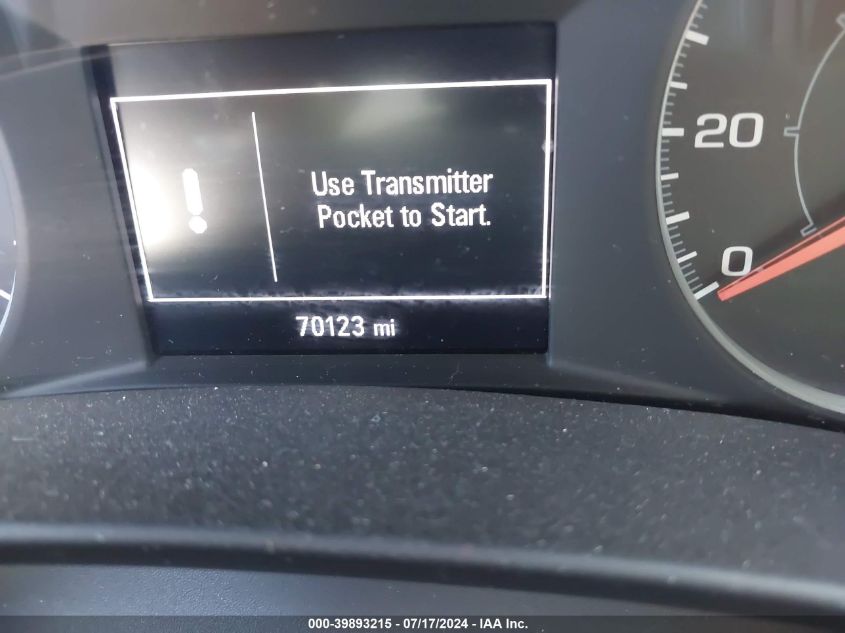 Use Transmitter
Pocket to Start.
70123 mi
20
0
000-39893215 - 07/17/2024 - IAA Inc.